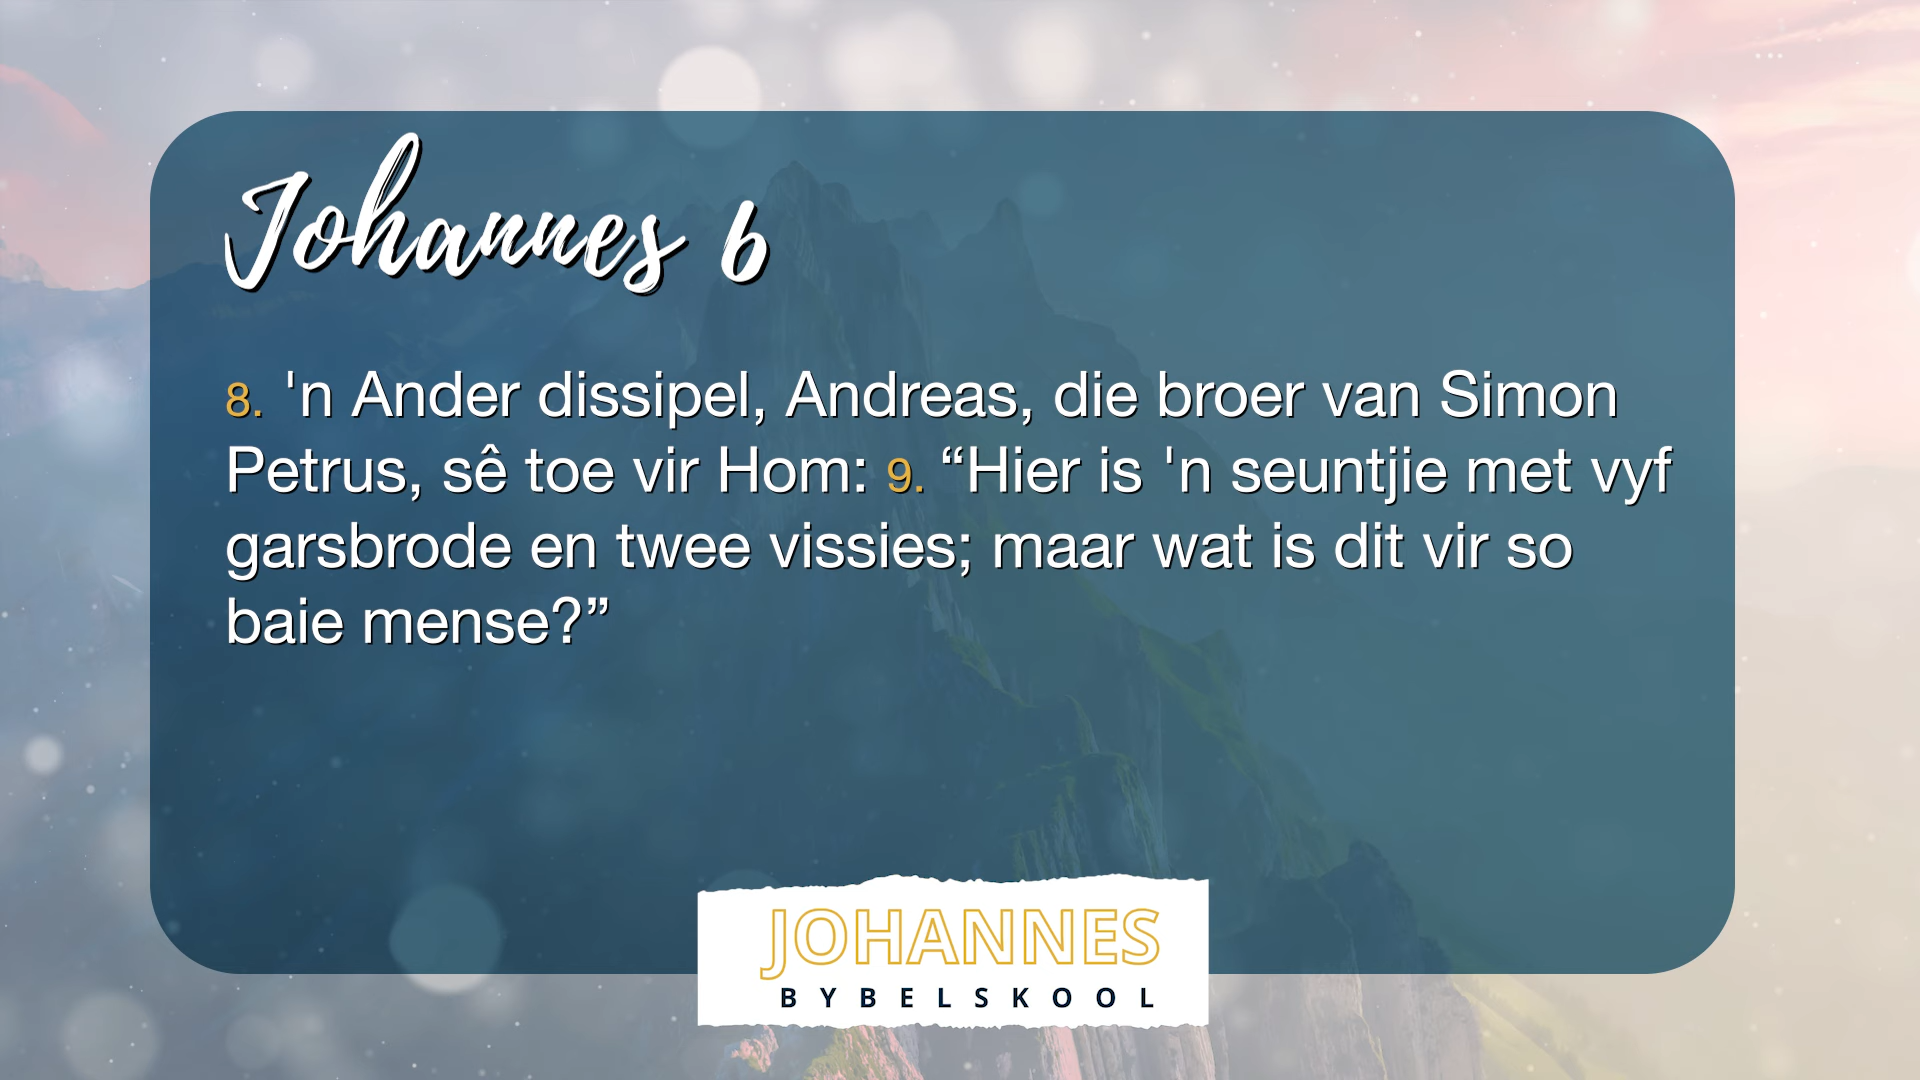 Johannes 6
8. 'n Ander dissipel, Andreas, die broer van Simon
Petrus, sê toe vir Hom: 9. “Hier is 'n seuntjie met vyf
garsbrode en twee vissies; maar wat is dit vir so
baie mense?”
JOHANNES
BYBELSKOOL